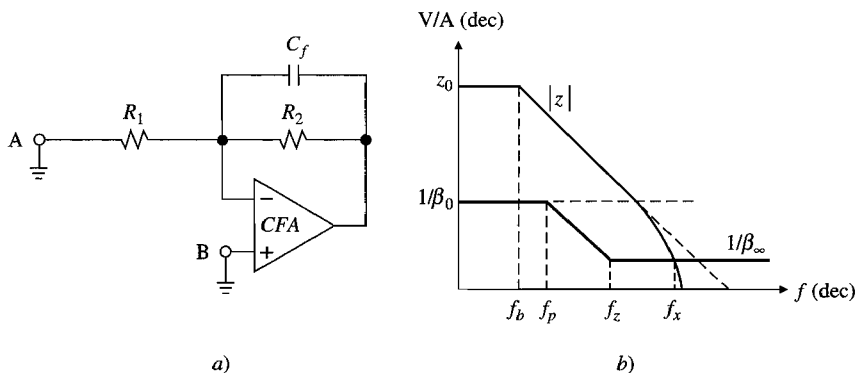 C_f
R_1
R_2
A
CFA
−
+
B
a)
V/A (dec)
z_0
|z|
1/β_0
1/β_∞
f_b f_p f_z f_x
f (dec)
b)